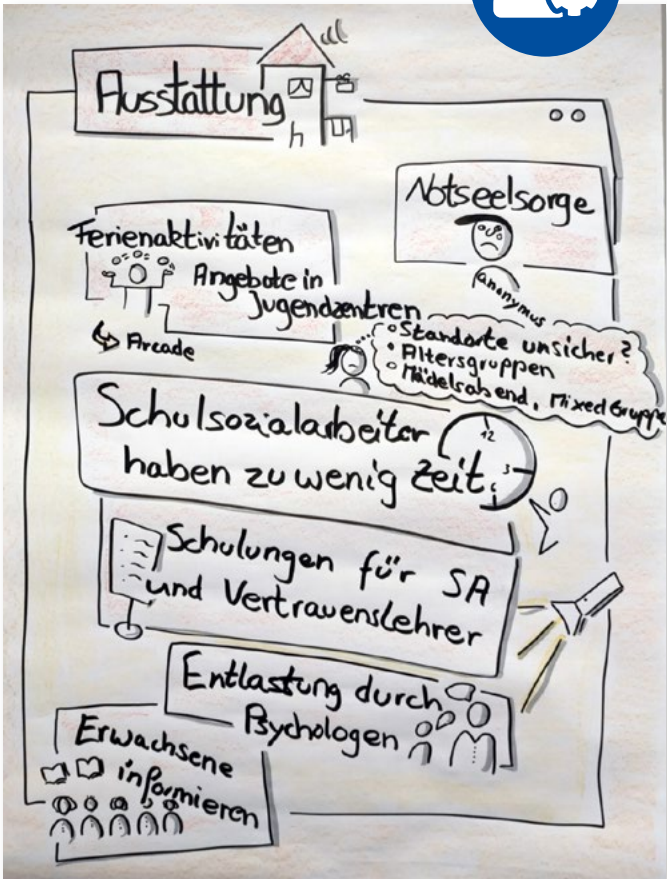 Ausstattung
Notseelsorge
anonymus
Ferienaktivitäten
Angebote in
Jugendzentren
↳ Arcade
◦ Standorte unsicher?
• Altersgruppen
◦ Mädelsabend, Mixed Gruppe
Schulsozialarbeiter
haben zu wenig Zeit.
12
3
6
Schulungen für SA
und Vertrauenslehrer
Entlastung durch
Psychologen
Erwachsene
informieren